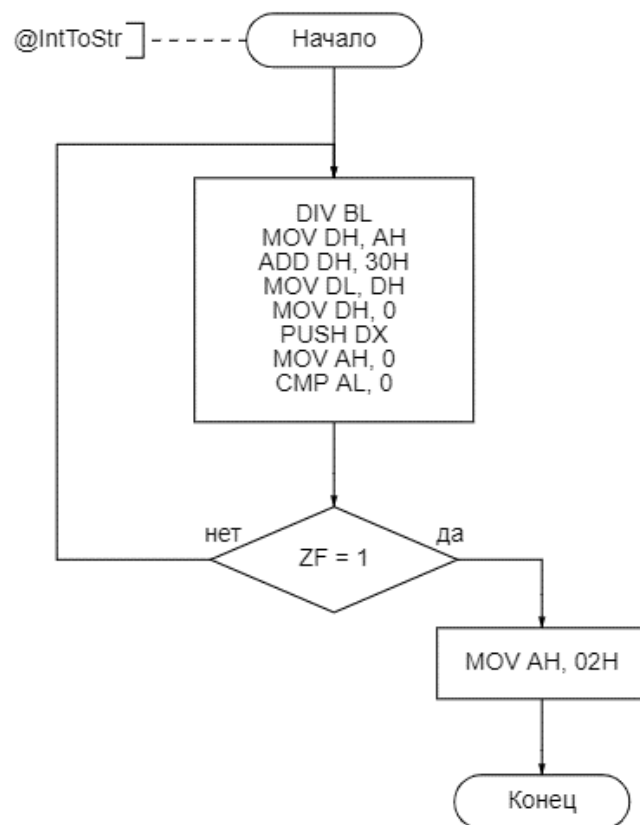 @IntToStr
Начало
DIV BL
MOV DH, AH
ADD DH, 30H
MOV DL, DH
MOV DH, 0
PUSH DX
MOV AH, 0
CMP AL, 0
нет
ZF = 1
да
MOV AH, 02H
Конец